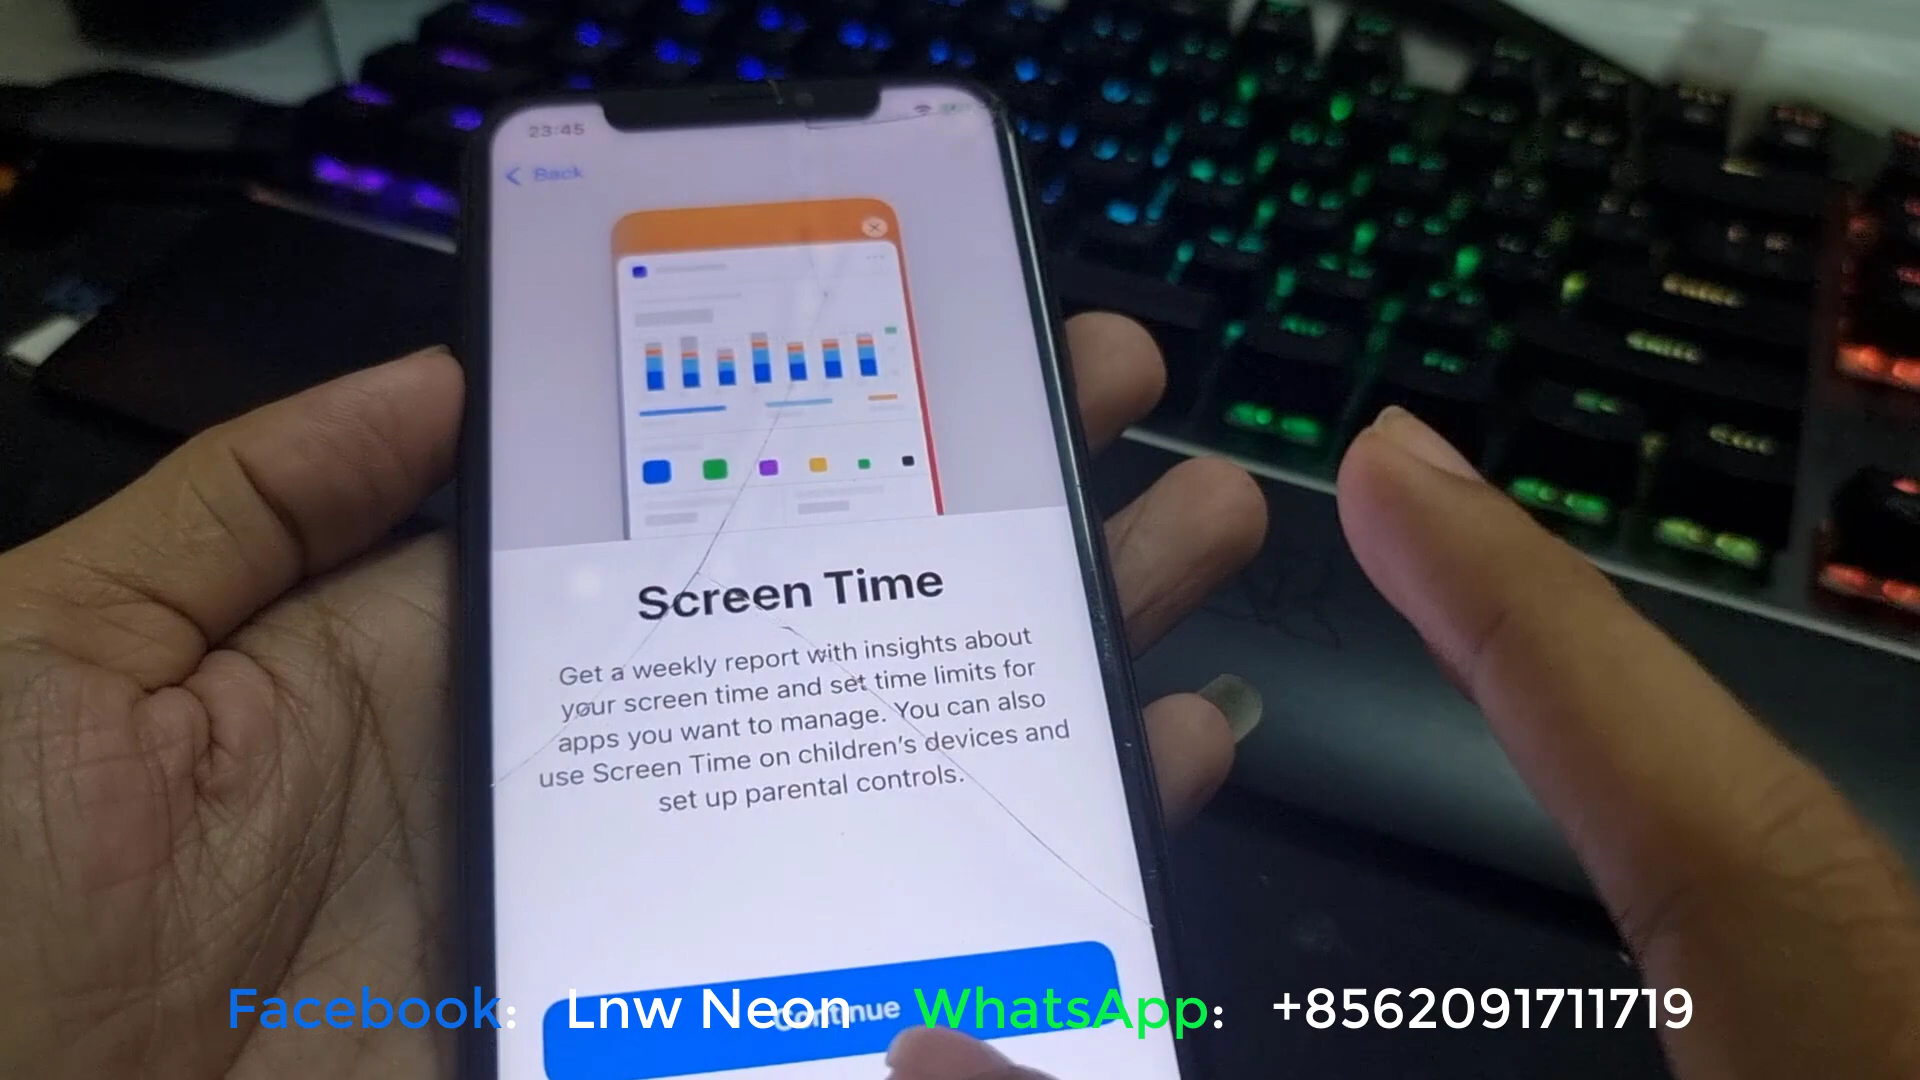 23:45
Back
Screen Time
Get a weekly report with insights about
your screen time and set time limits for
apps you want to manage. You can also
use Screen Time on children's devices and
set up parental controls.
Continue
Facebook: Lnw Neon WhatsApp: +8562091711719